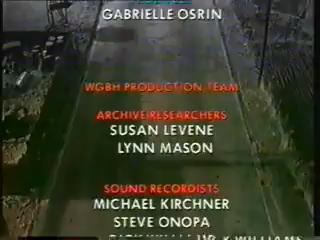 GABRIELLE OSRIN
WGBH PRODUCTION TEAM
ARCHIVE RESEARCHERS
SUSAN LEVENE
LYNN MASON
SOUND RECORDISTS
MICHAEL KIRCHNER
STEVE ONOPA